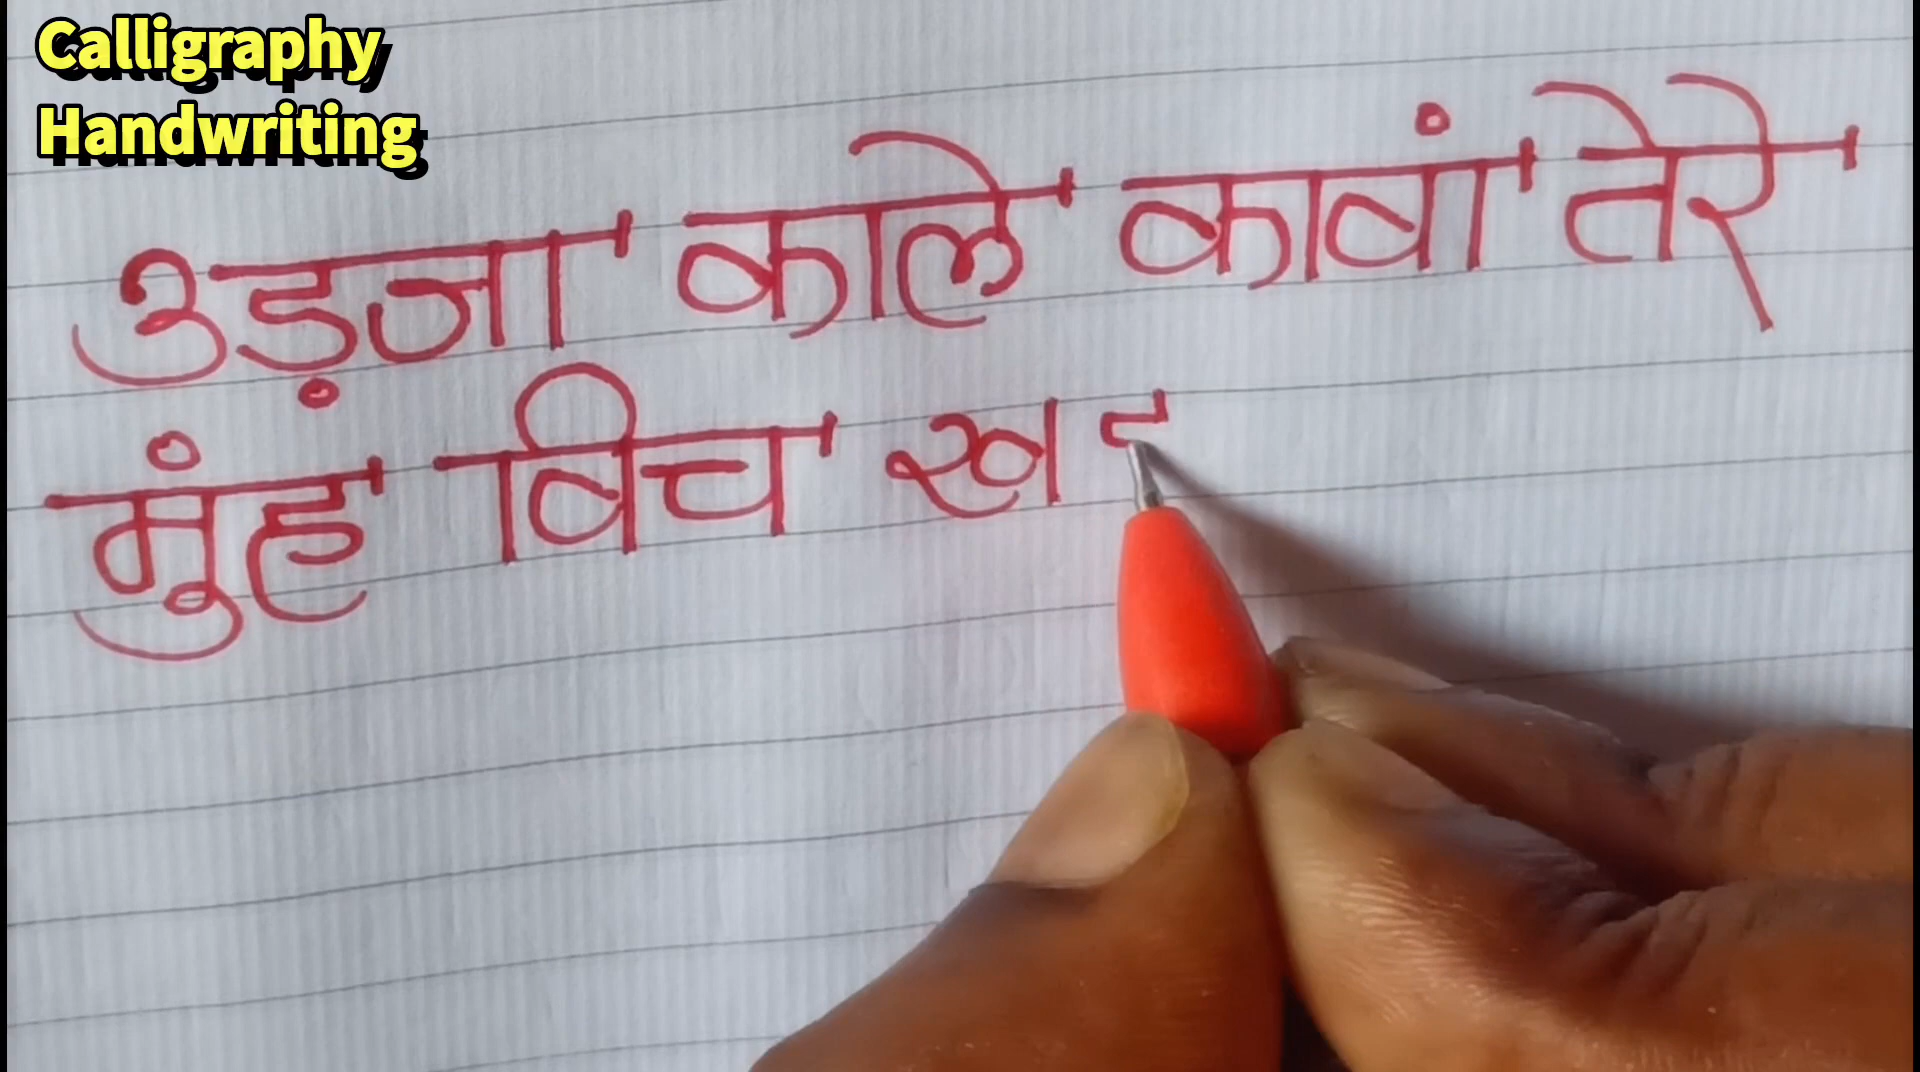 Calligraphy
Handwriting
उड़जा काले कावां तेरे
मुंह विच ख